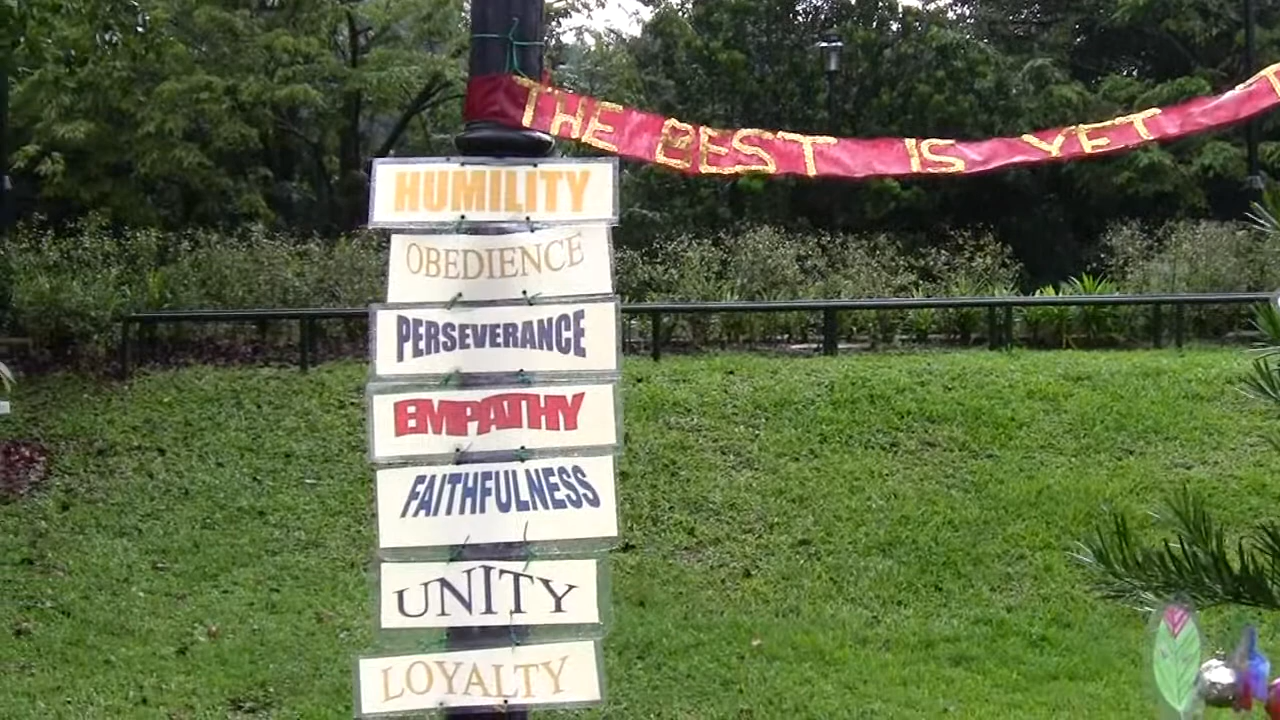 THE BEST IS YET T
HUMILITY
OBEDIENCE
PERSEVERANCE
EMPATHY
FAITHFULNESS
UNITY
LOYALTY